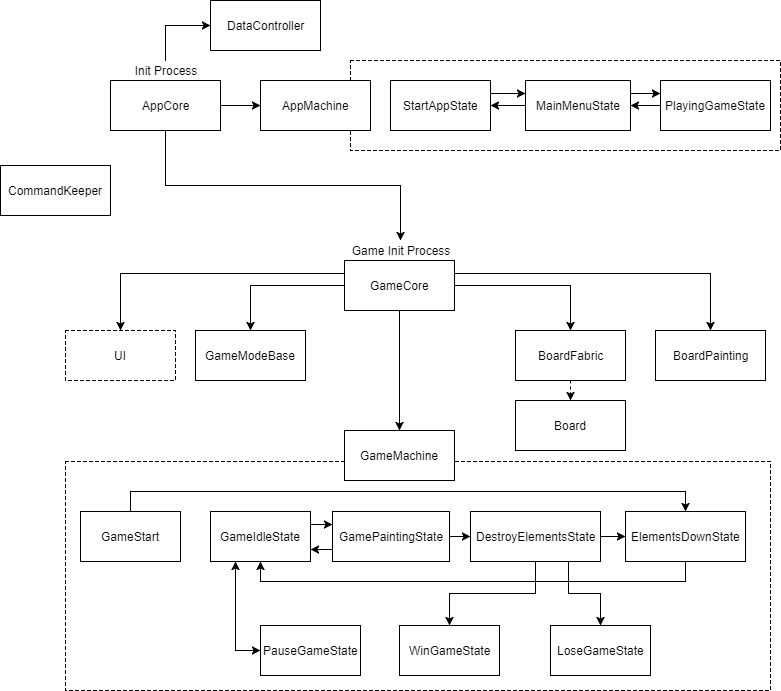 DataController
Init Process
AppCore
AppMachine
StartAppState
MainMenuState
PlayingGameState
CommandKeeper
Game Init Process
GameCore
UI
GameModeBase
BoardFabric
BoardPainting
Board
GameMachine
GameStart
GameIdleState
GamePaintingState
DestroyElementsState
ElementsDownState
PauseGameState
WinGameState
LoseGameState